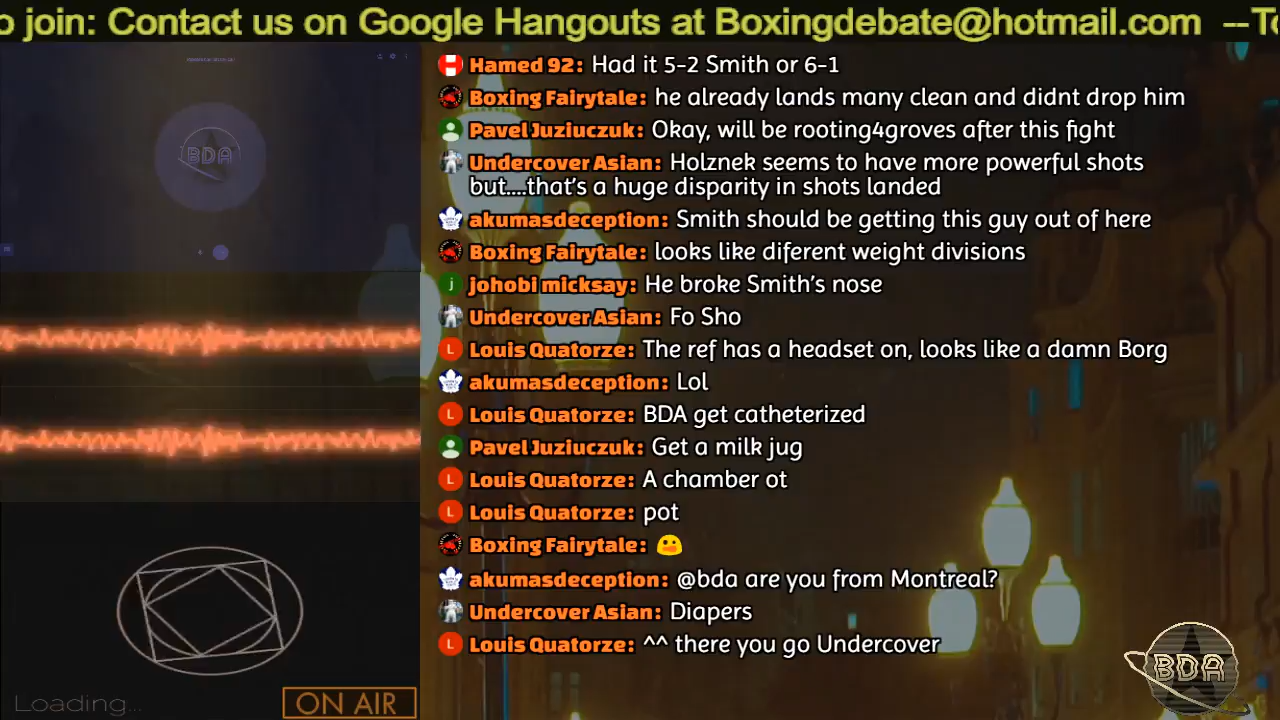 o join: Contact us on Google Hangouts at Boxingdebate@hotmail.com --To
BDA
Hamed 92: Had it 5-2 Smith or 6-1
Boxing Fairytale: he already lands many clean and didnt drop him
Pavel Juziuczuk: Okay, will be rooting4groves after this fight
Undercover Asian: Holznek seems to have more powerful shots
but....that's a huge disparity in shots landed
akumasdeception: Smith should be getting this guy out of here
Boxing Fairytale: looks like diferent weight divisions
j johobi micksay: He broke Smith's nose
Undercover Asian: Fo Sho
L Louis Quatorze: The ref has a headset on, looks like a damn Borg
akumasdeception: Lol
L Louis Quatorze: BDA get catheterized
Pavel Juziuczuk: Get a milk jug
L Louis Quatorze: A chamber ot
L Louis Quatorze: pot
Boxing Fairytale:
akumasdeception: @bda are you from Montreal?
Undercover Asian: Diapers
L Louis Quatorze: ^^ there you go Undercover
Loading...
ON AIR
BDA